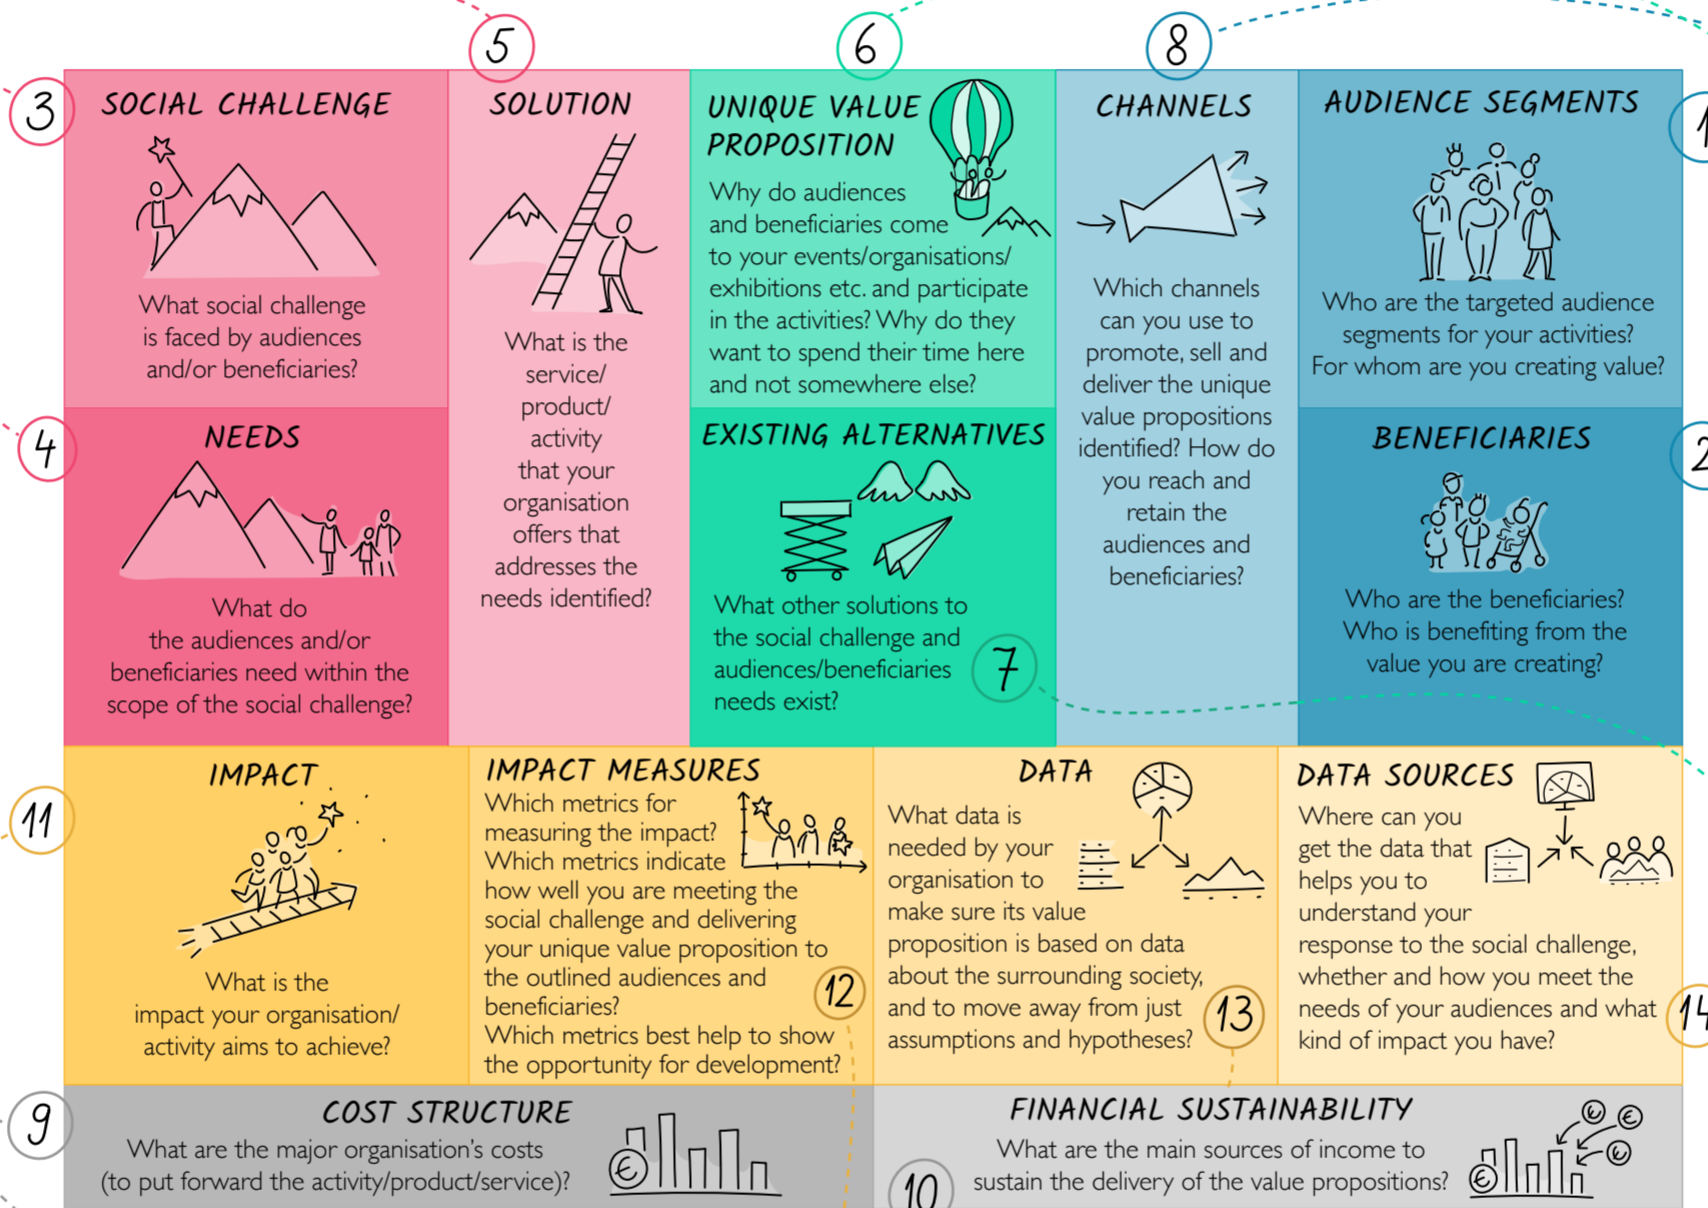 5
6
8
3
SOCIAL CHALLENGE
What social challenge
is faced by audiences
and/or beneficiaries?
SOLUTION
What is the
service/
product/
activity
that your
organisation
offers that
addresses the
needs identified?
UNIQUE VALUE
PROPOSITION
Why do audiences
and beneficiaries come
to your events/organisations/
exhibitions etc. and participate
in the activities? Why do they
want to spend their time here
and not somewhere else?
CHANNELS
Which channels
can you use to
promote, sell and
deliver the unique
value propositions
identified? How do
you reach and
retain the
audiences and
beneficiaries?
AUDIENCE SEGMENTS
1
Who are the targeted audience
segments for your activities?
For whom are you creating value?
4
NEEDS
What do
the audiences and/or
beneficiaries need within the
scope of the social challenge?
EXISTING ALTERNATIVES
What other solutions to
the social challenge and
audiences/beneficiaries
needs exist?
7
BENEFICIARIES
2
Who are the beneficiaries?
Who is benefiting from the
value you are creating?
11
IMPACT
What is the
impact your organisation/
activity aims to achieve?
IMPACT MEASURES
Which metrics for
measuring the impact?
Which metrics indicate
how well you are meeting the
social challenge and delivering
your unique value proposition to
the outlined audiences and
beneficiaries?
Which metrics best help to show
the opportunity for development?
12
DATA
What data is
needed by your
organisation to
make sure its value
proposition is based on data
about the surrounding society,
and to move away from just
assumptions and hypotheses?
13
DATA SOURCES
Where can you
get the data that
helps you to
understand your
response to the social challenge,
whether and how you meet the
needs of your audiences and what
kind of impact you have?
14
9
COST STRUCTURE
What are the major organisation's costs
(to put forward the activity/product/service)?
€
10
FINANCIAL SUSTAINABILITY
What are the main sources of income to
sustain the delivery of the value propositions?
€
€
€
€